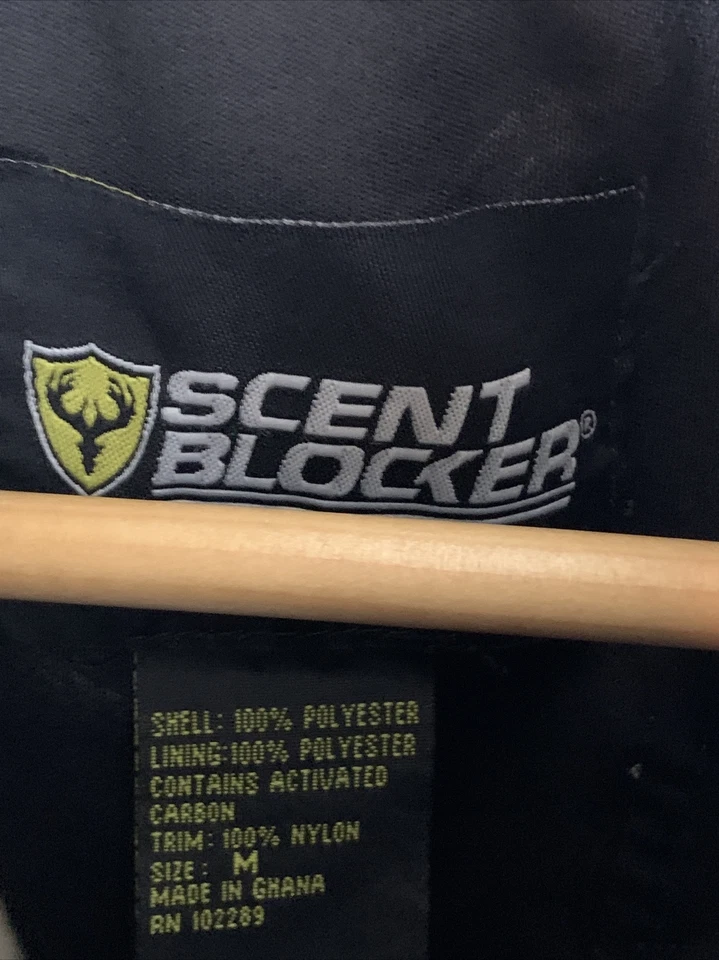 SCENT
BLOCKER®
SHELL: 100% POLYESTER
LINING:100% POLYESTER
CONTAINS ACTIVATED
CARBON
TRIM: 100% NYLON
SIZE: M
MADE IN GHANA
RN 102289